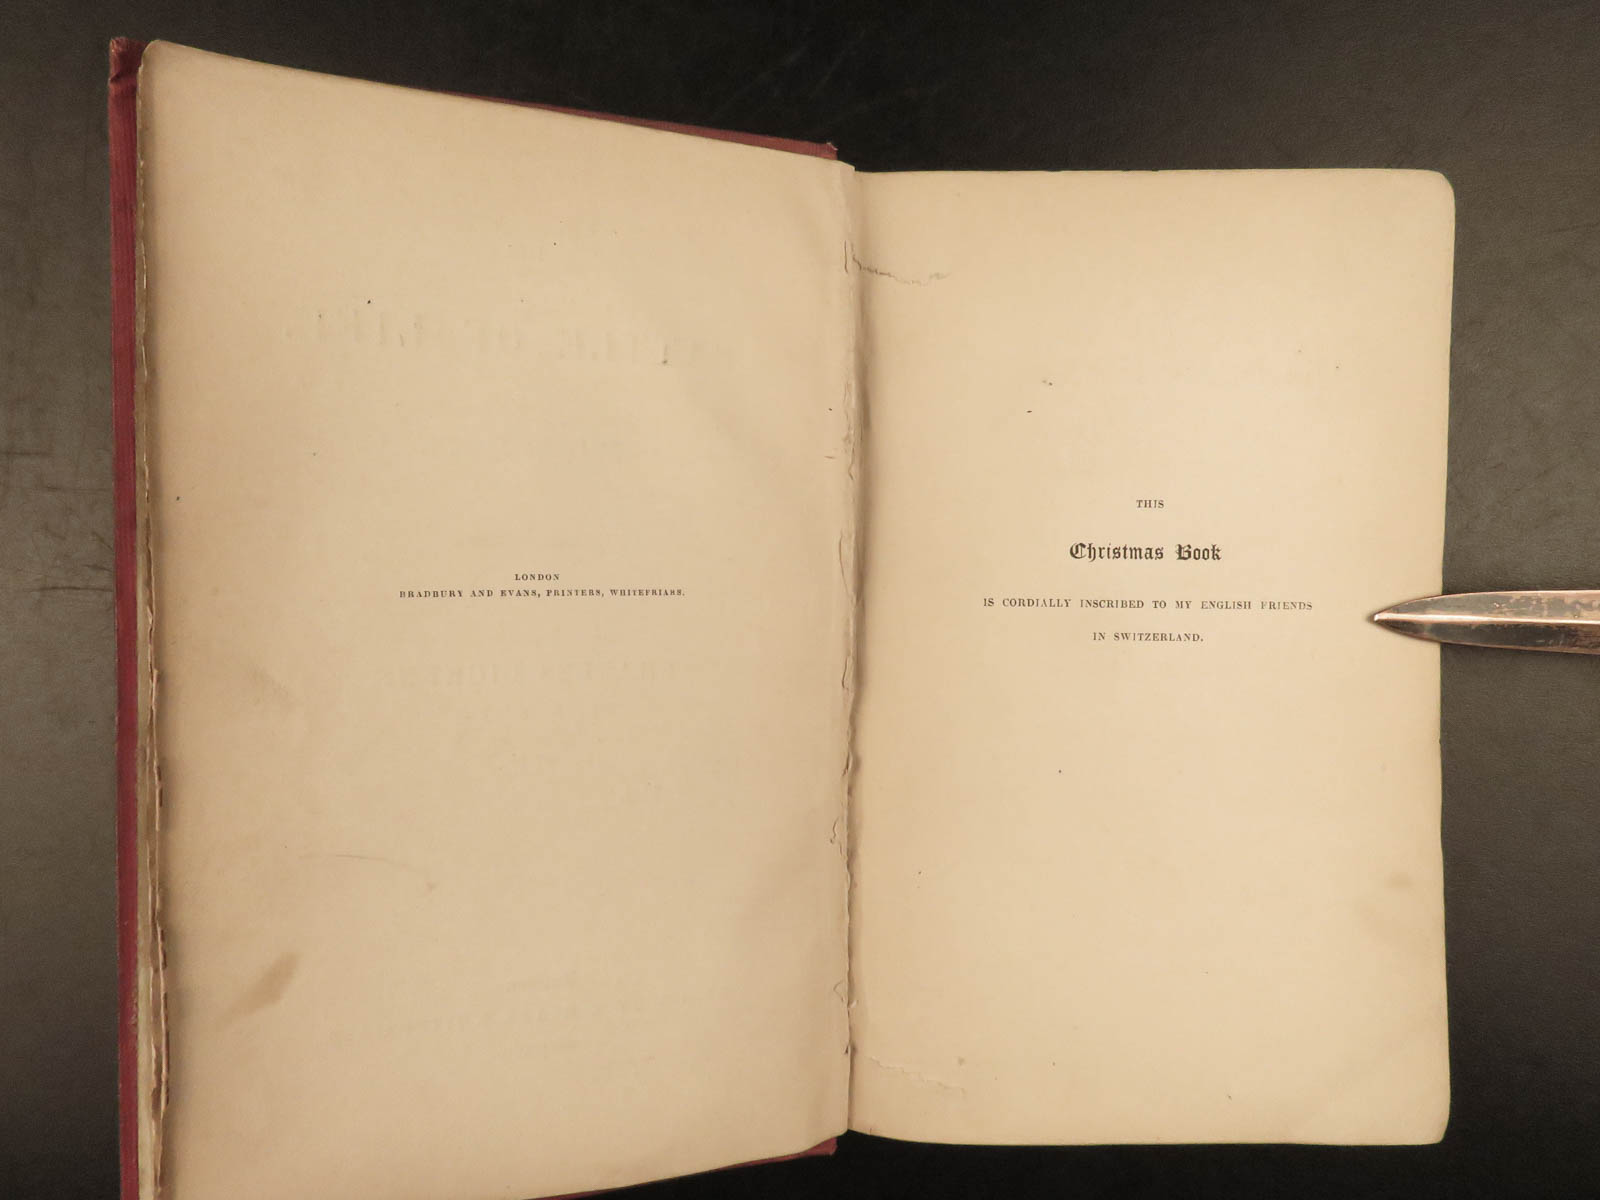 LONDON
BRADBURY AND EVANS, PRINTERS, WHITEFRIARS.
THIS
Christmas Book
IS CORDIALLY INSCRIBED TO MY ENGLISH FRIENDS
IN SWITZERLAND.